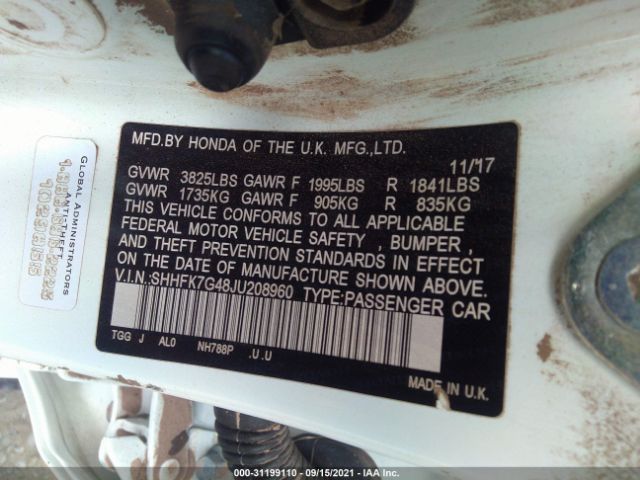 MFD.BY HONDA OF THE U.K. MFG.,LTD.
11/17
GVWR 3825LBS GAWR F 1995LBS R 1841LBS
GVWR 1735KG GAWR F 905KG R 835KG
THIS VEHICLE CONFORMS TO ALL APPLICABLE
FEDERAL MOTOR VEHICLE SAFETY , BUMPER ,
AND THEFT PREVENTION STANDARDS IN EFFECT
ON THE DATE OF MANUFACTURE SHOWN ABOVE.
V.I.N.:SHHFK7G48JU208960 TYPE:PASSENGER CAR
TGG J AL0 NH788P .U.U
MADE IN U.K.
GLOBAL ADMINISTRATORS
ANTI-THEFT
000-31199110 - 09/15/2021 - IAA Inc.